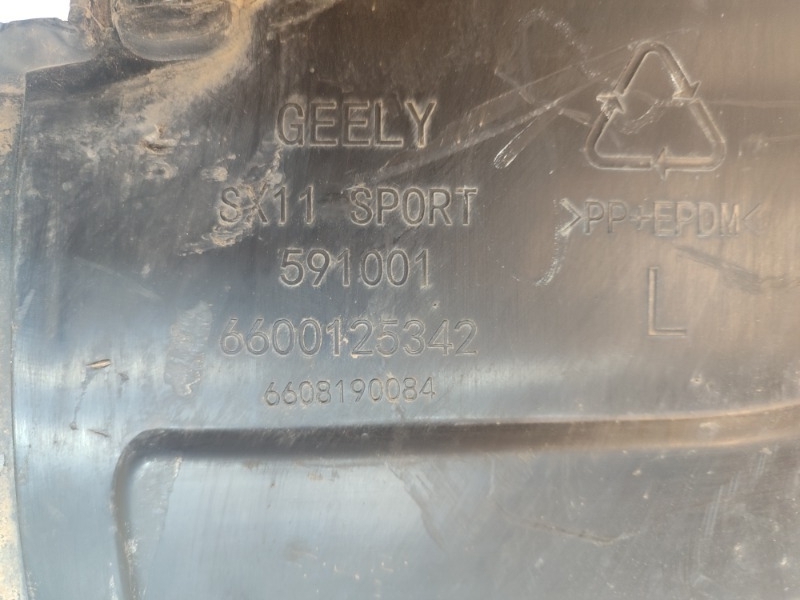 GEELY
SX11 SPORT
591001
6600125342
6608190084
>PP+EPDM<
L